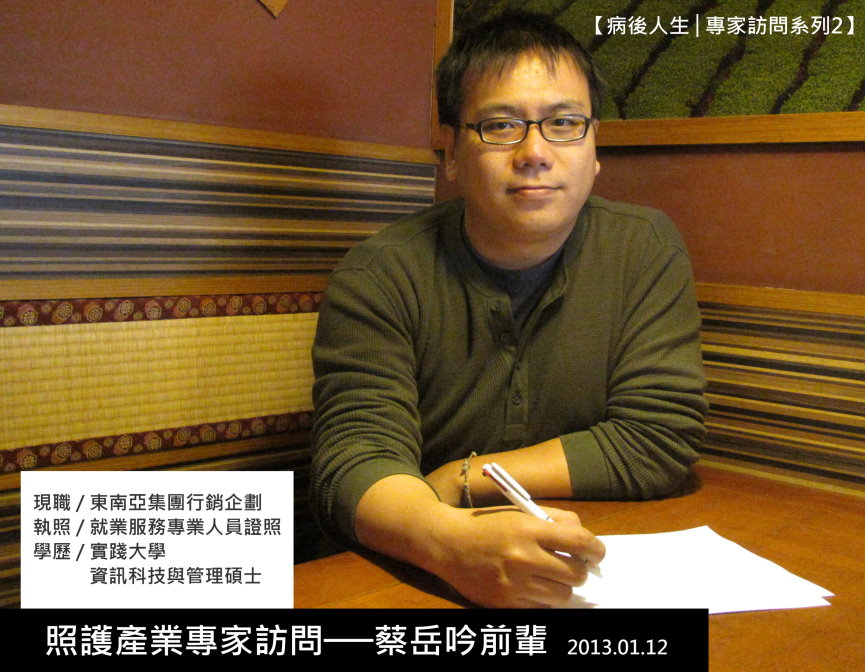 【病後人生│專家訪問系列2】
現職 / 東南亞集團行銷企劃
執照 / 就業服務專業人員證照
學歷 / 實踐大學
資訊科技與管理碩士
照護產業專家訪問──蔡岳吟前輩 2013.01.12